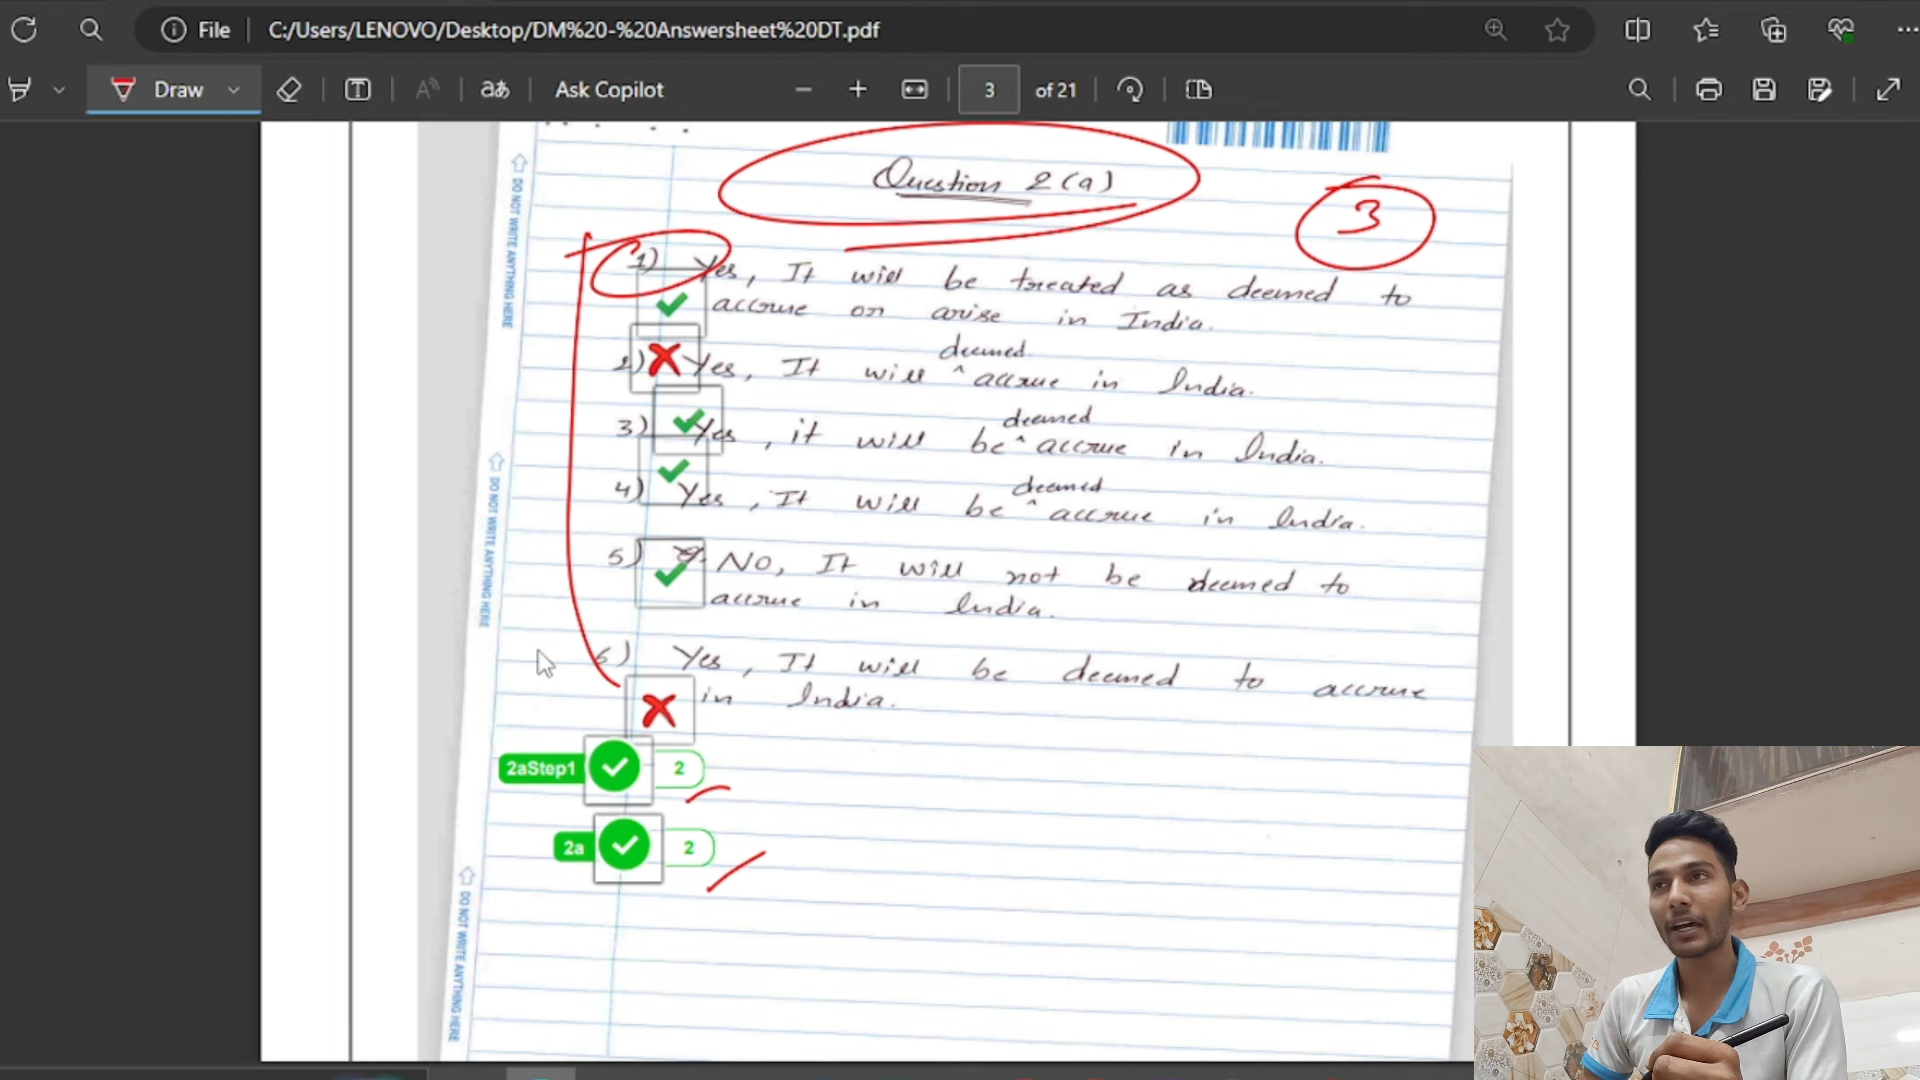 File
C:/Users/LENOVO/Desktop/DM%20-%20Answersheet%20DT.pdf
Draw
aあ
Ask Copilot
3
of 21
Question 2 (a)
3
1) Yes, It will be treated as deemed to
accrue or arise in India.
deemed
2) Yes, It will ^ accrue in India.
deemed
3) Yes, it will be ^ accrue in India.
deemed
4) Yes, It will be ^ accrue in India.
5) No, It will not be deemed to
accrue in India.
6) Yes, It will be deemed to accrue
in India.
2aStep1
2
2a
2
DO NOT WRITE ANYTHING HERE
DO NOT WRITE ANYTHING HERE
DO NOT WRITE ANYTHING HERE